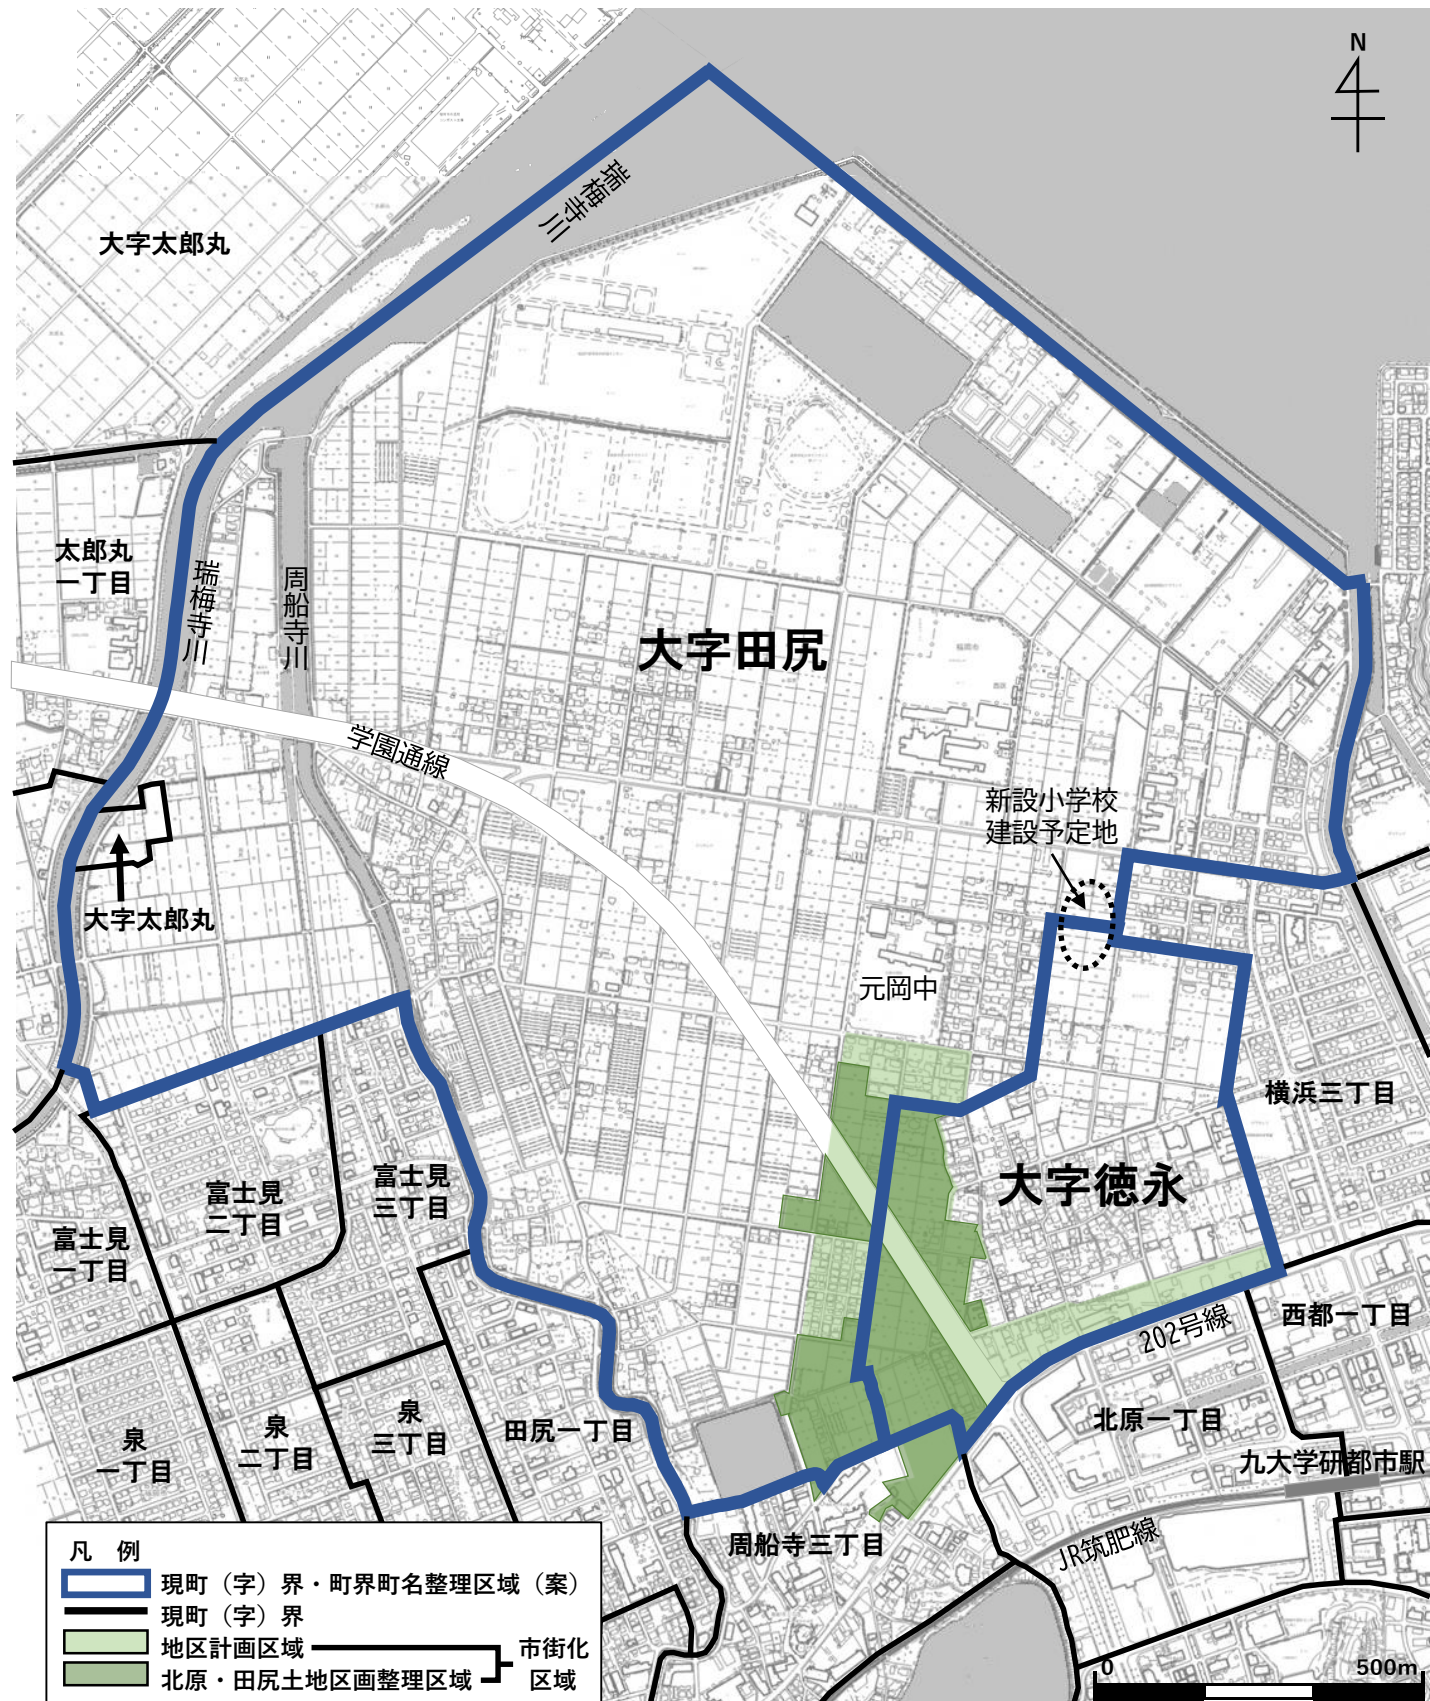 N
瑞梅寺川
大字太郎丸
太郎丸
一丁目
瑞梅寺川
周船寺川
大字田尻
学園通線
新設小学校
建設予定地
大字太郎丸
元岡中
横浜三丁目
大字徳永
富士見
一丁目
富士見
二丁目
富士見
三丁目
202号線
西都一丁目
北原一丁目
泉
一丁目
泉
二丁目
泉
三丁目
田尻一丁目
九大学研都市駅
周船寺三丁目
JR筑肥線
凡 例
現町（字）界・町界町名整理区域（案）
現町（字）界
地区計画区域
北原・田尻土地区画整理区域
市街化
区域
0 500m